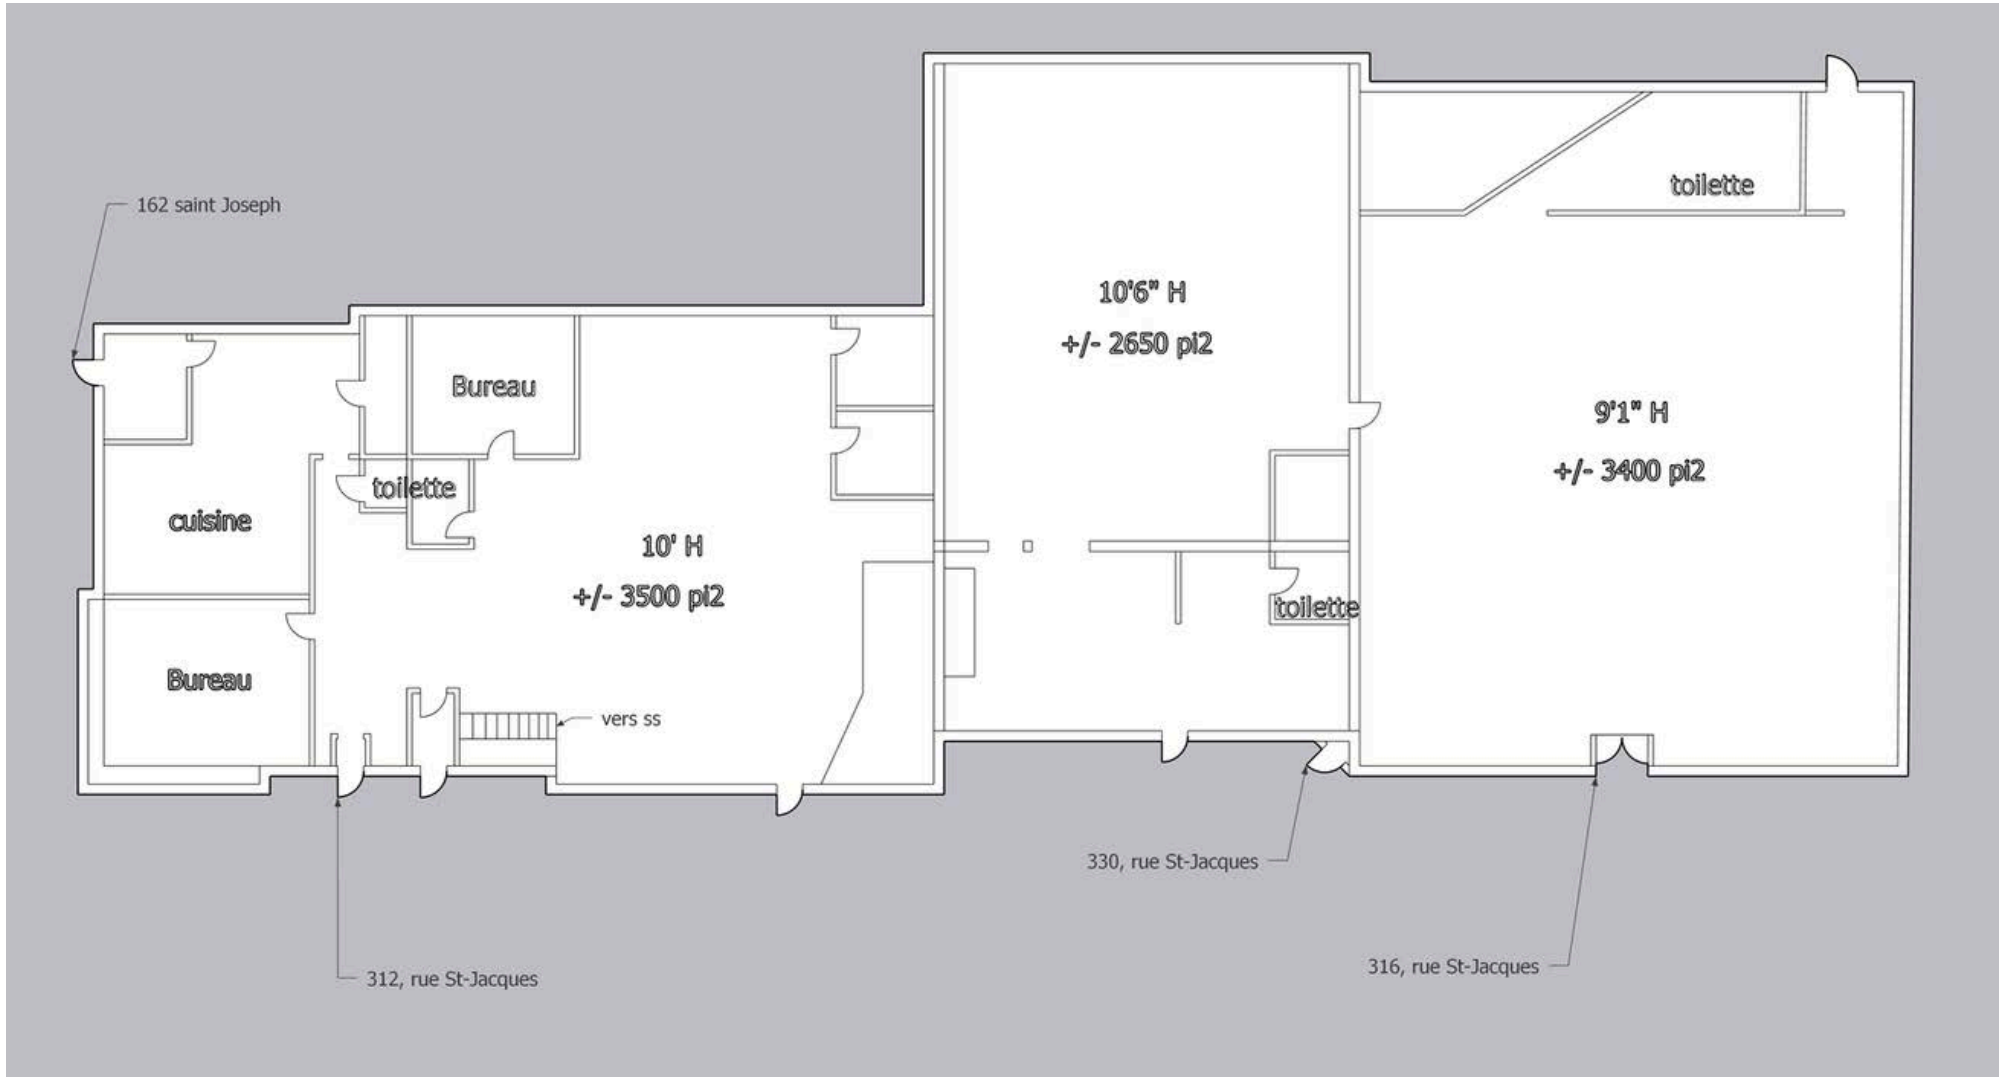 162 saint Joseph
toilette
10'6" H
+/- 2650 pi2
Bureau
9'1" H
+/- 3400 pi2
toilette
cuisine
10' H
+/- 3500 pi2
toilette
Bureau
vers ss
330, rue St-Jacques
316, rue St-Jacques
312, rue St-Jacques